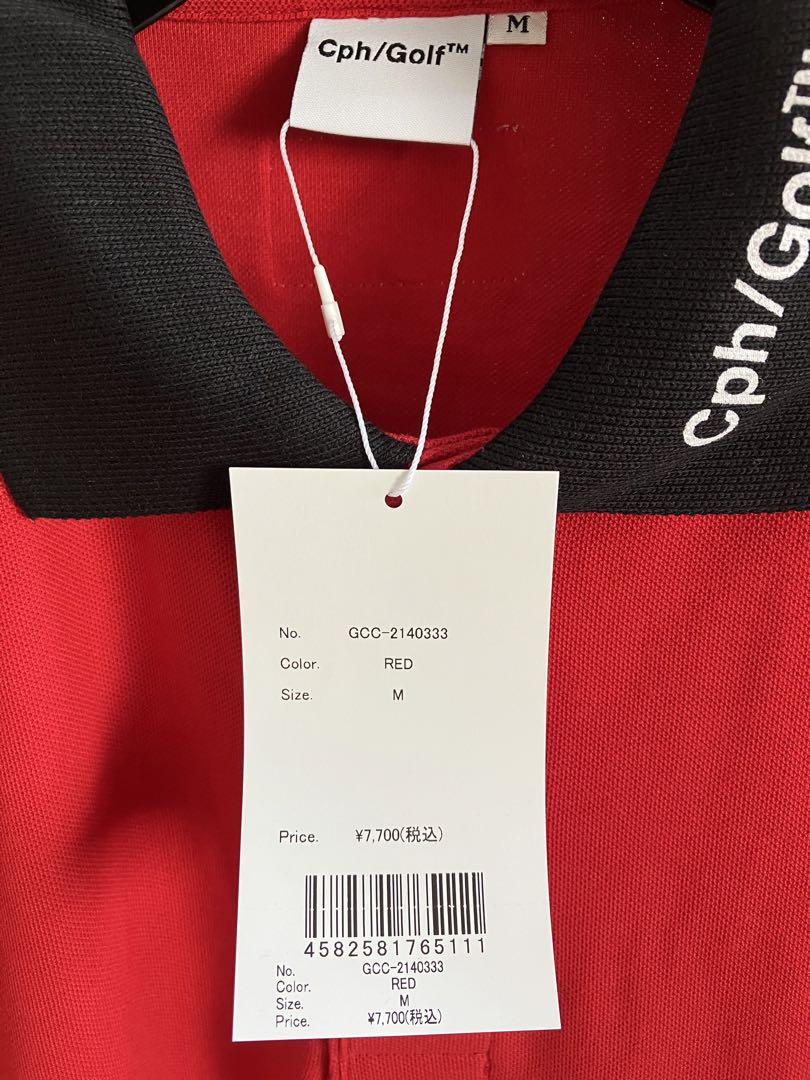 Cph/Golf™
M
Cph/Golf™
No. GCC-2140333
Color. RED
Size. M
Price. ¥7,700(税込)
4582581765111
No. GCC-2140333
Color. RED
Size. M
Price. ¥7,700(税込)